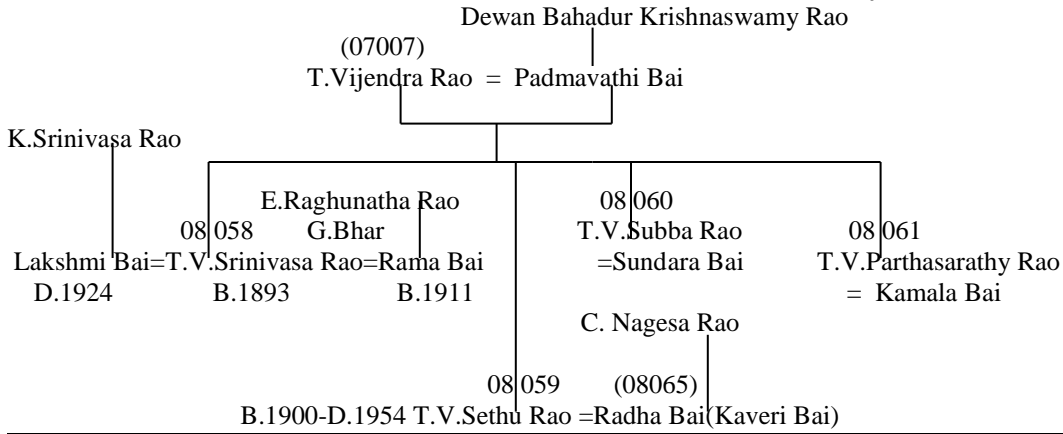 Dewan Bahadur Krishnaswamy Rao
(07007)
T.Vijendra Rao = Padmavathi Bai
K.Srinivasa Rao
E.Raghunatha Rao 08 060
08 058 G.Bhar T.V.Subba Rao 08 061
Lakshmi Bai=T.V.Srinivasa Rao=Rama Bai =Sundara Bai T.V.Parthasarathy Rao
D.1924 B.1893 B.1911 = Kamala Bai
C. Nagesa Rao
08 059 (08065)
B.1900-D.1954 T.V.Sethu Rao =Radha Bai(Kaveri Bai)